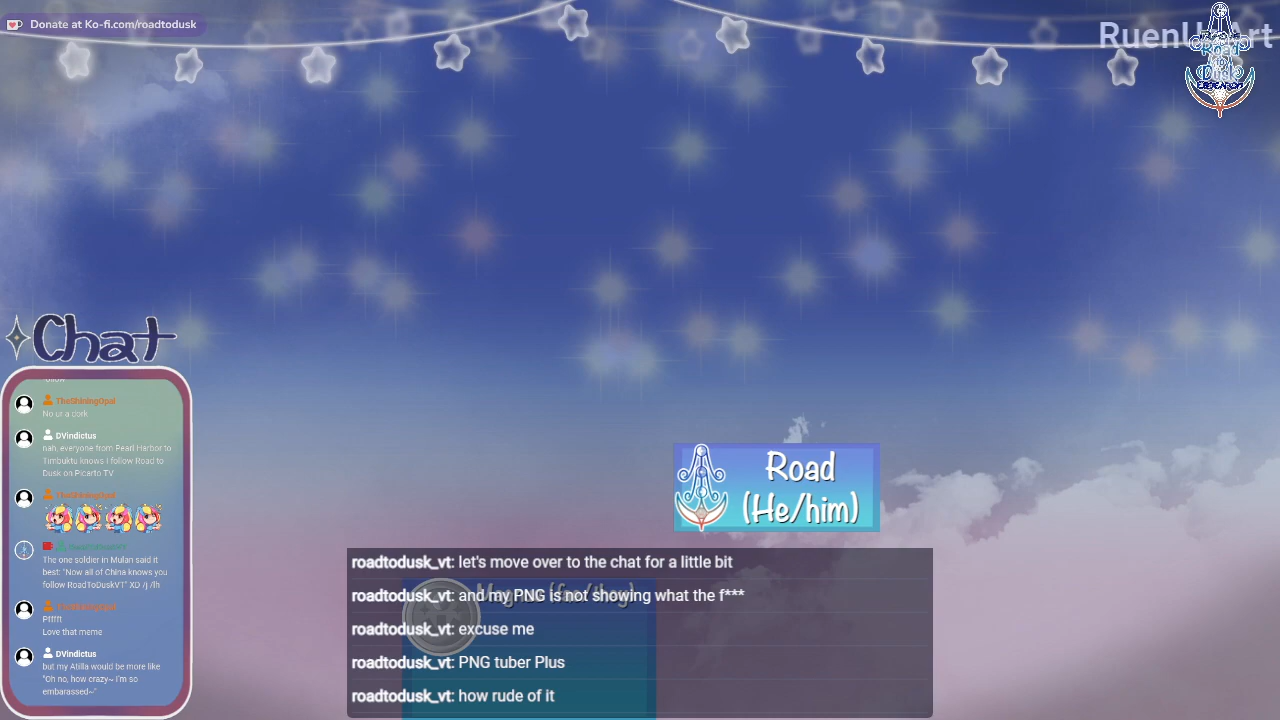 Donate at Ko-fi.com/roadtodusk
Road
Dusk
Chat
TheShiningOpal
No ur a cork
DVindictus
nah, everyone from Pearl Harbor to
Timbuktu knows I follow Road to
Dusk on Picarto TV
TheShiningOpal
The one soldier in Mulan said it
best: "Now all of China knows you
follow RoadToDuskVT" XD /j /lh
TheShiningOpal
Pfffft
Love that meme
DVindictus
but my Atilla would be more like
"Oh no, how crazy~ I'm so
embarassed~"
Road
(He/him)
roadtodusk_vt: let's move over to the chat for a little bit
roadtodusk_vt: and my PNG is not showing what the f***
roadtodusk_vt: excuse me
roadtodusk_vt: PNG tuber Plus
roadtodusk_vt: how rude of it